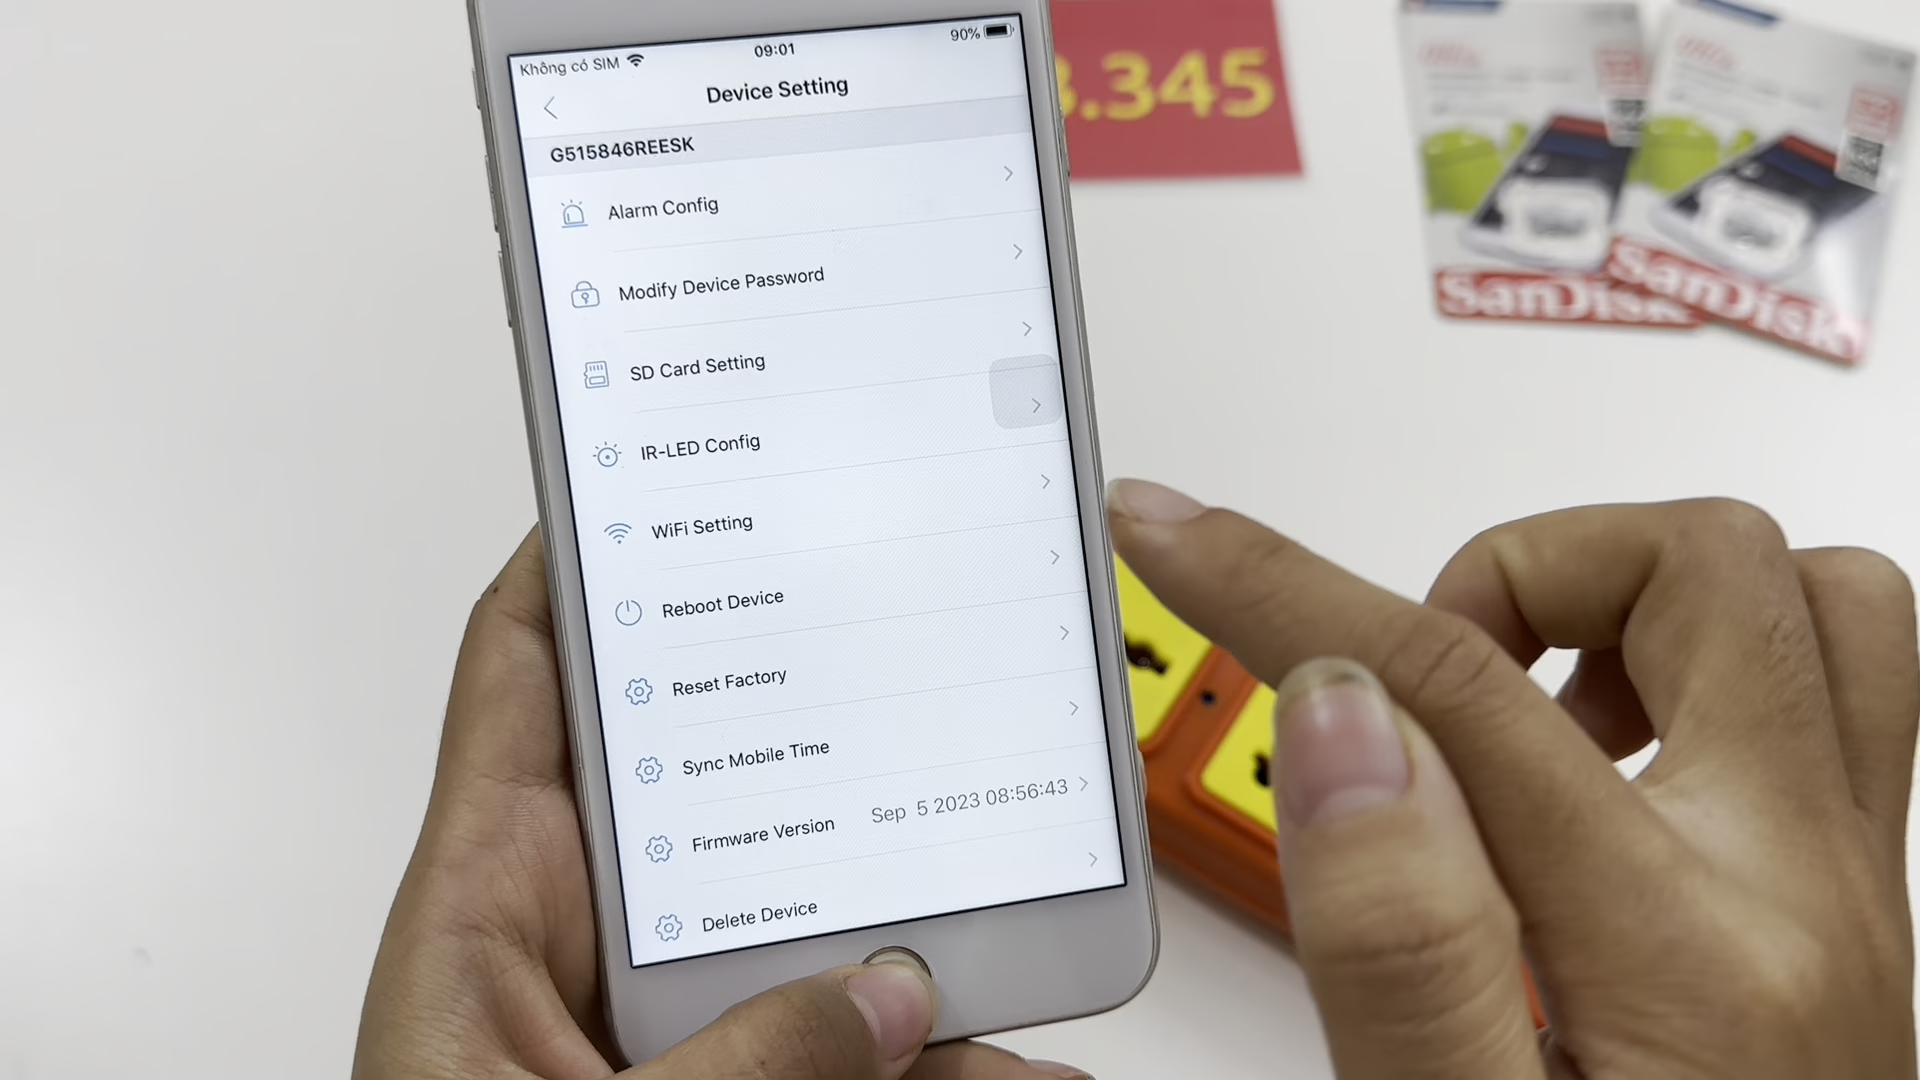 Không có SIM
09:01
90%
Device Setting
G515846REESK
Alarm Config
Modify Device Password
SD Card Setting
IR-LED Config
WiFi Setting
Reboot Device
Reset Factory
Sync Mobile Time
Firmware Version Sep 5 2023 08:56:43
Delete Device
.345
SanDisk
SanDisk